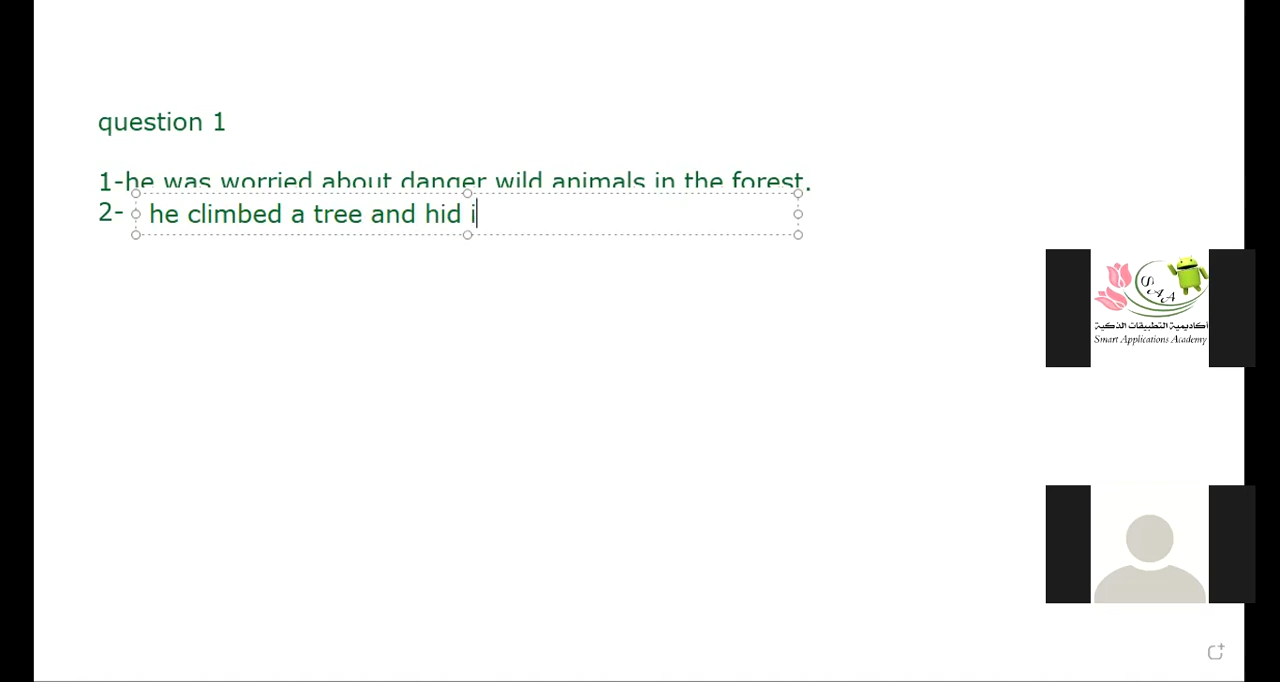 question 1
1-he was worried about danger wild animals in the forest.
2- he climbed a tree and hid i
SAA
أكاديمية التطبيقات الذكية
Smart Applications Academy